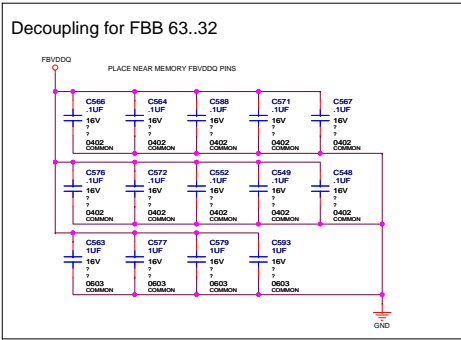 Decoupling for FBB 63..32
FBVDDQ
PLACE NEAR MEMORY FBVDDQ PINS
C566
.1UF
16V
?
?
0402
COMMON
C564
.1UF
16V
?
?
0402
COMMON
C588
.1UF
16V
?
?
0402
COMMON
C571
.1UF
16V
?
?
0402
COMMON
C567
.1UF
16V
?
?
0402
COMMON
C576
.1UF
16V
?
?
0402
COMMON
C572
.1UF
16V
?
?
0402
COMMON
C552
.1UF
16V
?
?
0402
COMMON
C549
.1UF
16V
?
?
0402
COMMON
C548
.1UF
16V
?
?
0402
COMMON
C563
1UF
16V
?
?
0603
COMMON
C577
1UF
16V
?
?
0603
COMMON
C579
1UF
16V
?
?
0603
COMMON
C593
1UF
16V
?
?
0603
COMMON
GND